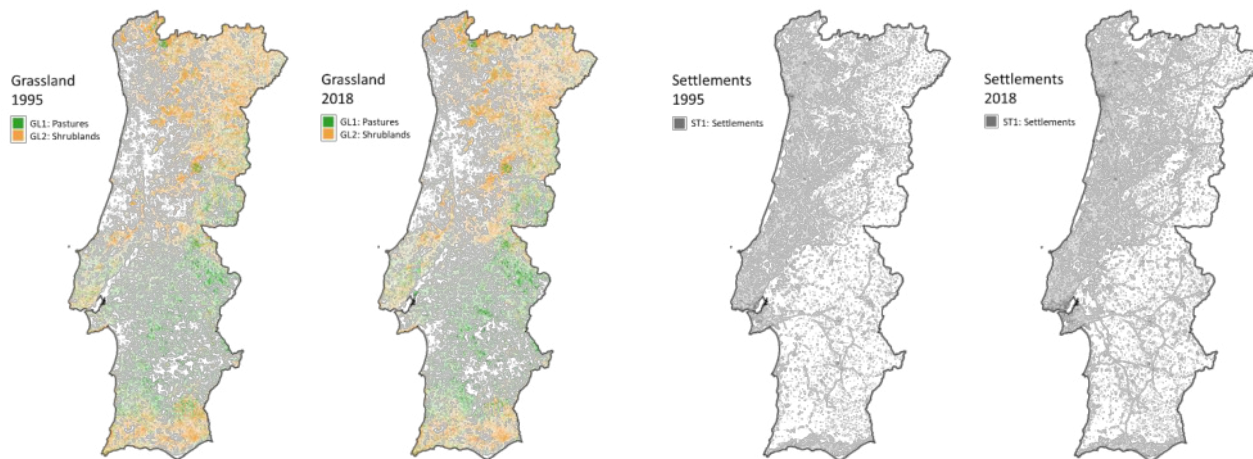 Grassland
1995
GL1: Pastures
GL2: Shrublands
Grassland
2018
GL1: Pastures
GL2: Shrublands
Settlements
1995
ST1: Settlements
Settlements
2018
ST1: Settlements